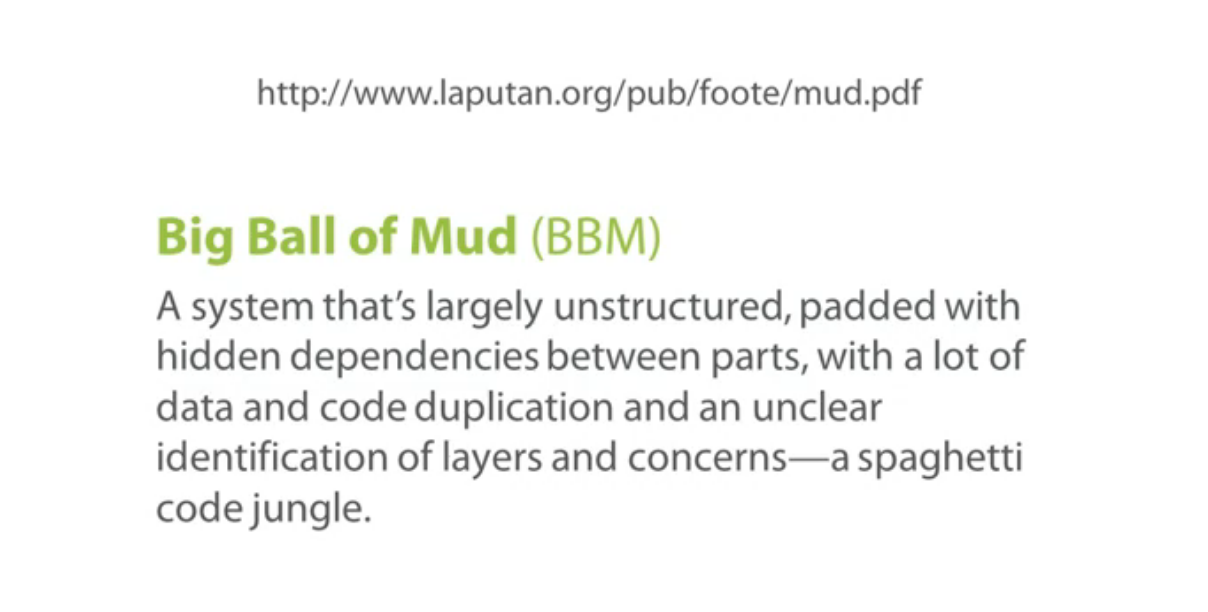 http://www.laputan.org/pub/foote/mud.pdf
Big Ball of Mud (BBM)
A system that’s largely unstructured, padded with
hidden dependencies between parts, with a lot of
data and code duplication and an unclear
identification of layers and concerns—a spaghetti
code jungle.